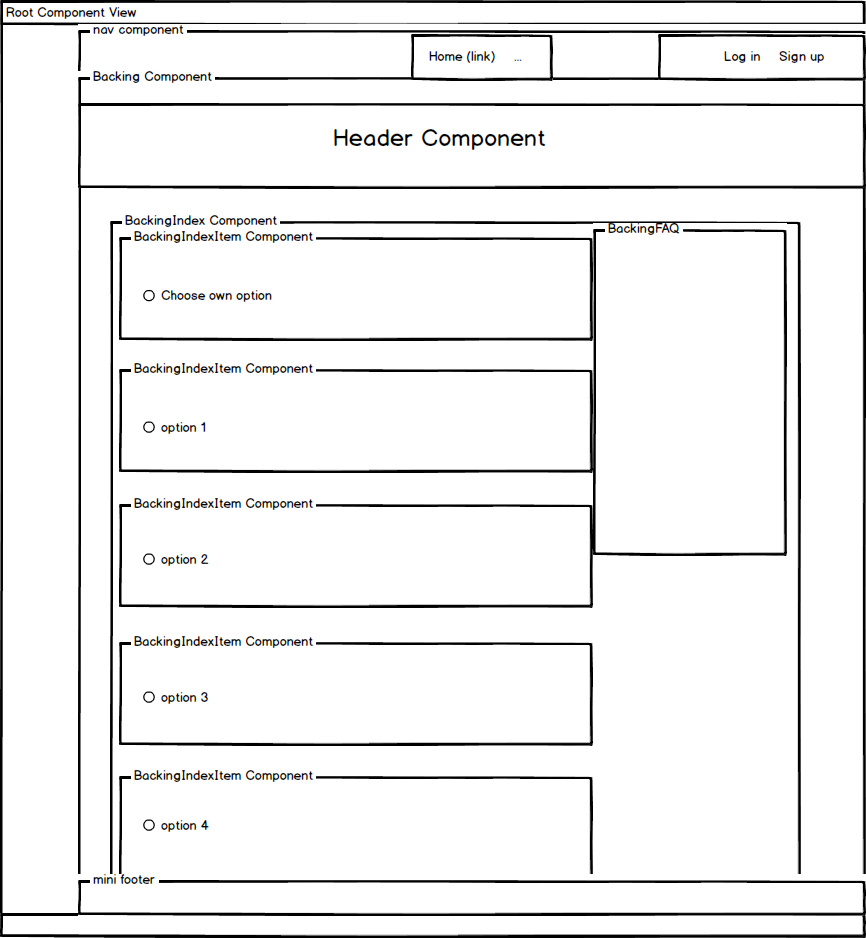 Root Component View
nav component
Home (link) ...
Log in Sign up
Backing Component
Header Component
BackingIndex Component
BackingIndexItem Component
BackingFAQ
Choose own option
BackingIndexItem Component
option 1
BackingIndexItem Component
option 2
BackingIndexItem Component
option 3
BackingIndexItem Component
option 4
mini footer